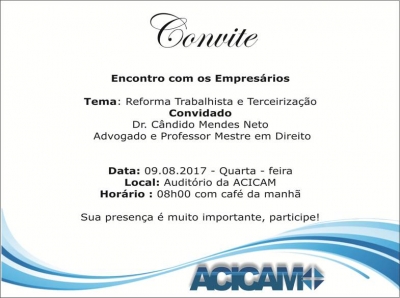 Convite
Encontro com os Empresários
Tema: Reforma Trabalhista e Terceirização
Convidado
Dr. Cândido Mendes Neto
Advogado e Professor Mestre em Direito
Data: 09.08.2017 - Quarta - feira
Local: Auditório da ACICAM
Horário : 08h00 com café da manhã
Sua presença é muito importante, participe!
ACICAM